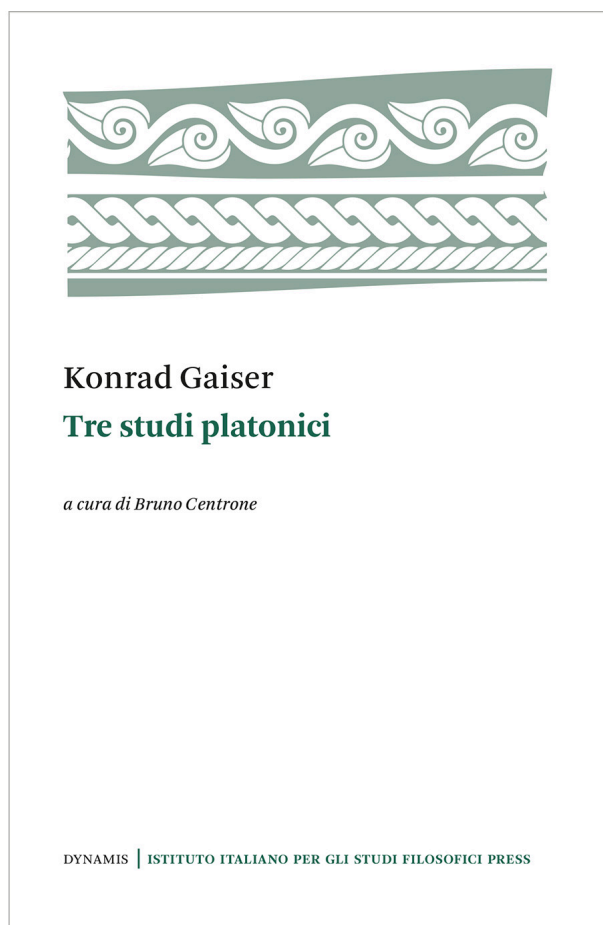 Konrad Gaiser
Tre studi platonici
a cura di Bruno Centrone
DYNAMIS | ISTITUTO ITALIANO PER GLI STUDI FILOSOFICI PRESS